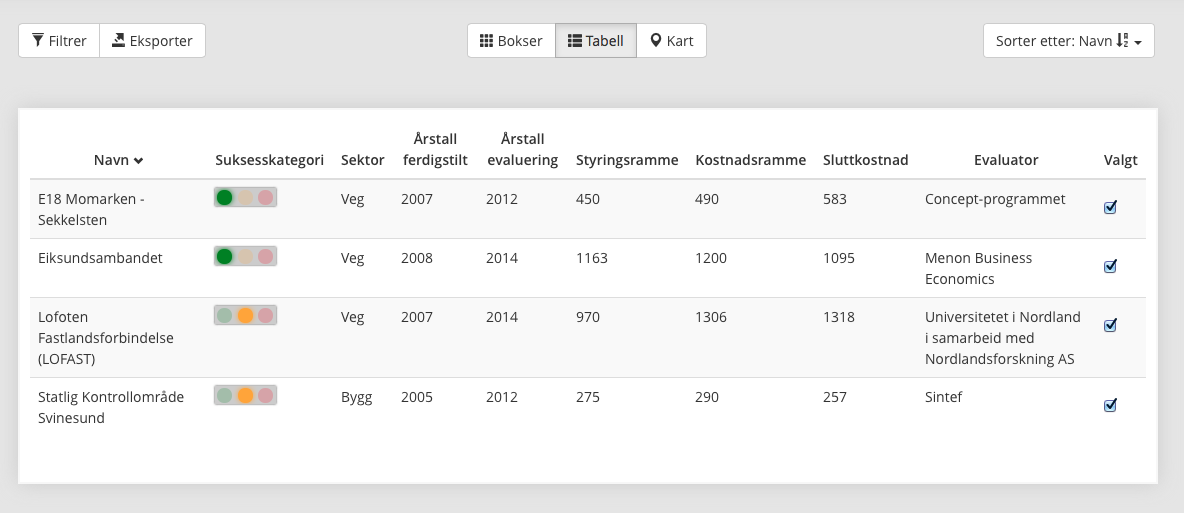 Filtrer Eksporter Bokser Tabell Kart Sorter etter: Navn
Årstall Årstall
Navn Suksesskategori Sektor ferdigstilt evaluering Styringsramme Kostnadsramme Sluttkostnad Evaluator Valgt
E18 Momarken - Veg 2007 2012 450 490 583 Concept-programmet
Sekkelsten
Eiksundsambandet Veg 2008 2014 1163 1200 1095 Menon Business
Economics
Lofoten Veg 2007 2014 970 1306 1318 Universitetet i Nordland
Fastlandsforbindelse i samarbeid med
(LOFAST) Nordlandsforskning AS
Statlig Kontrollområde Bygg 2005 2012 275 290 257 Sintef
Svinesund